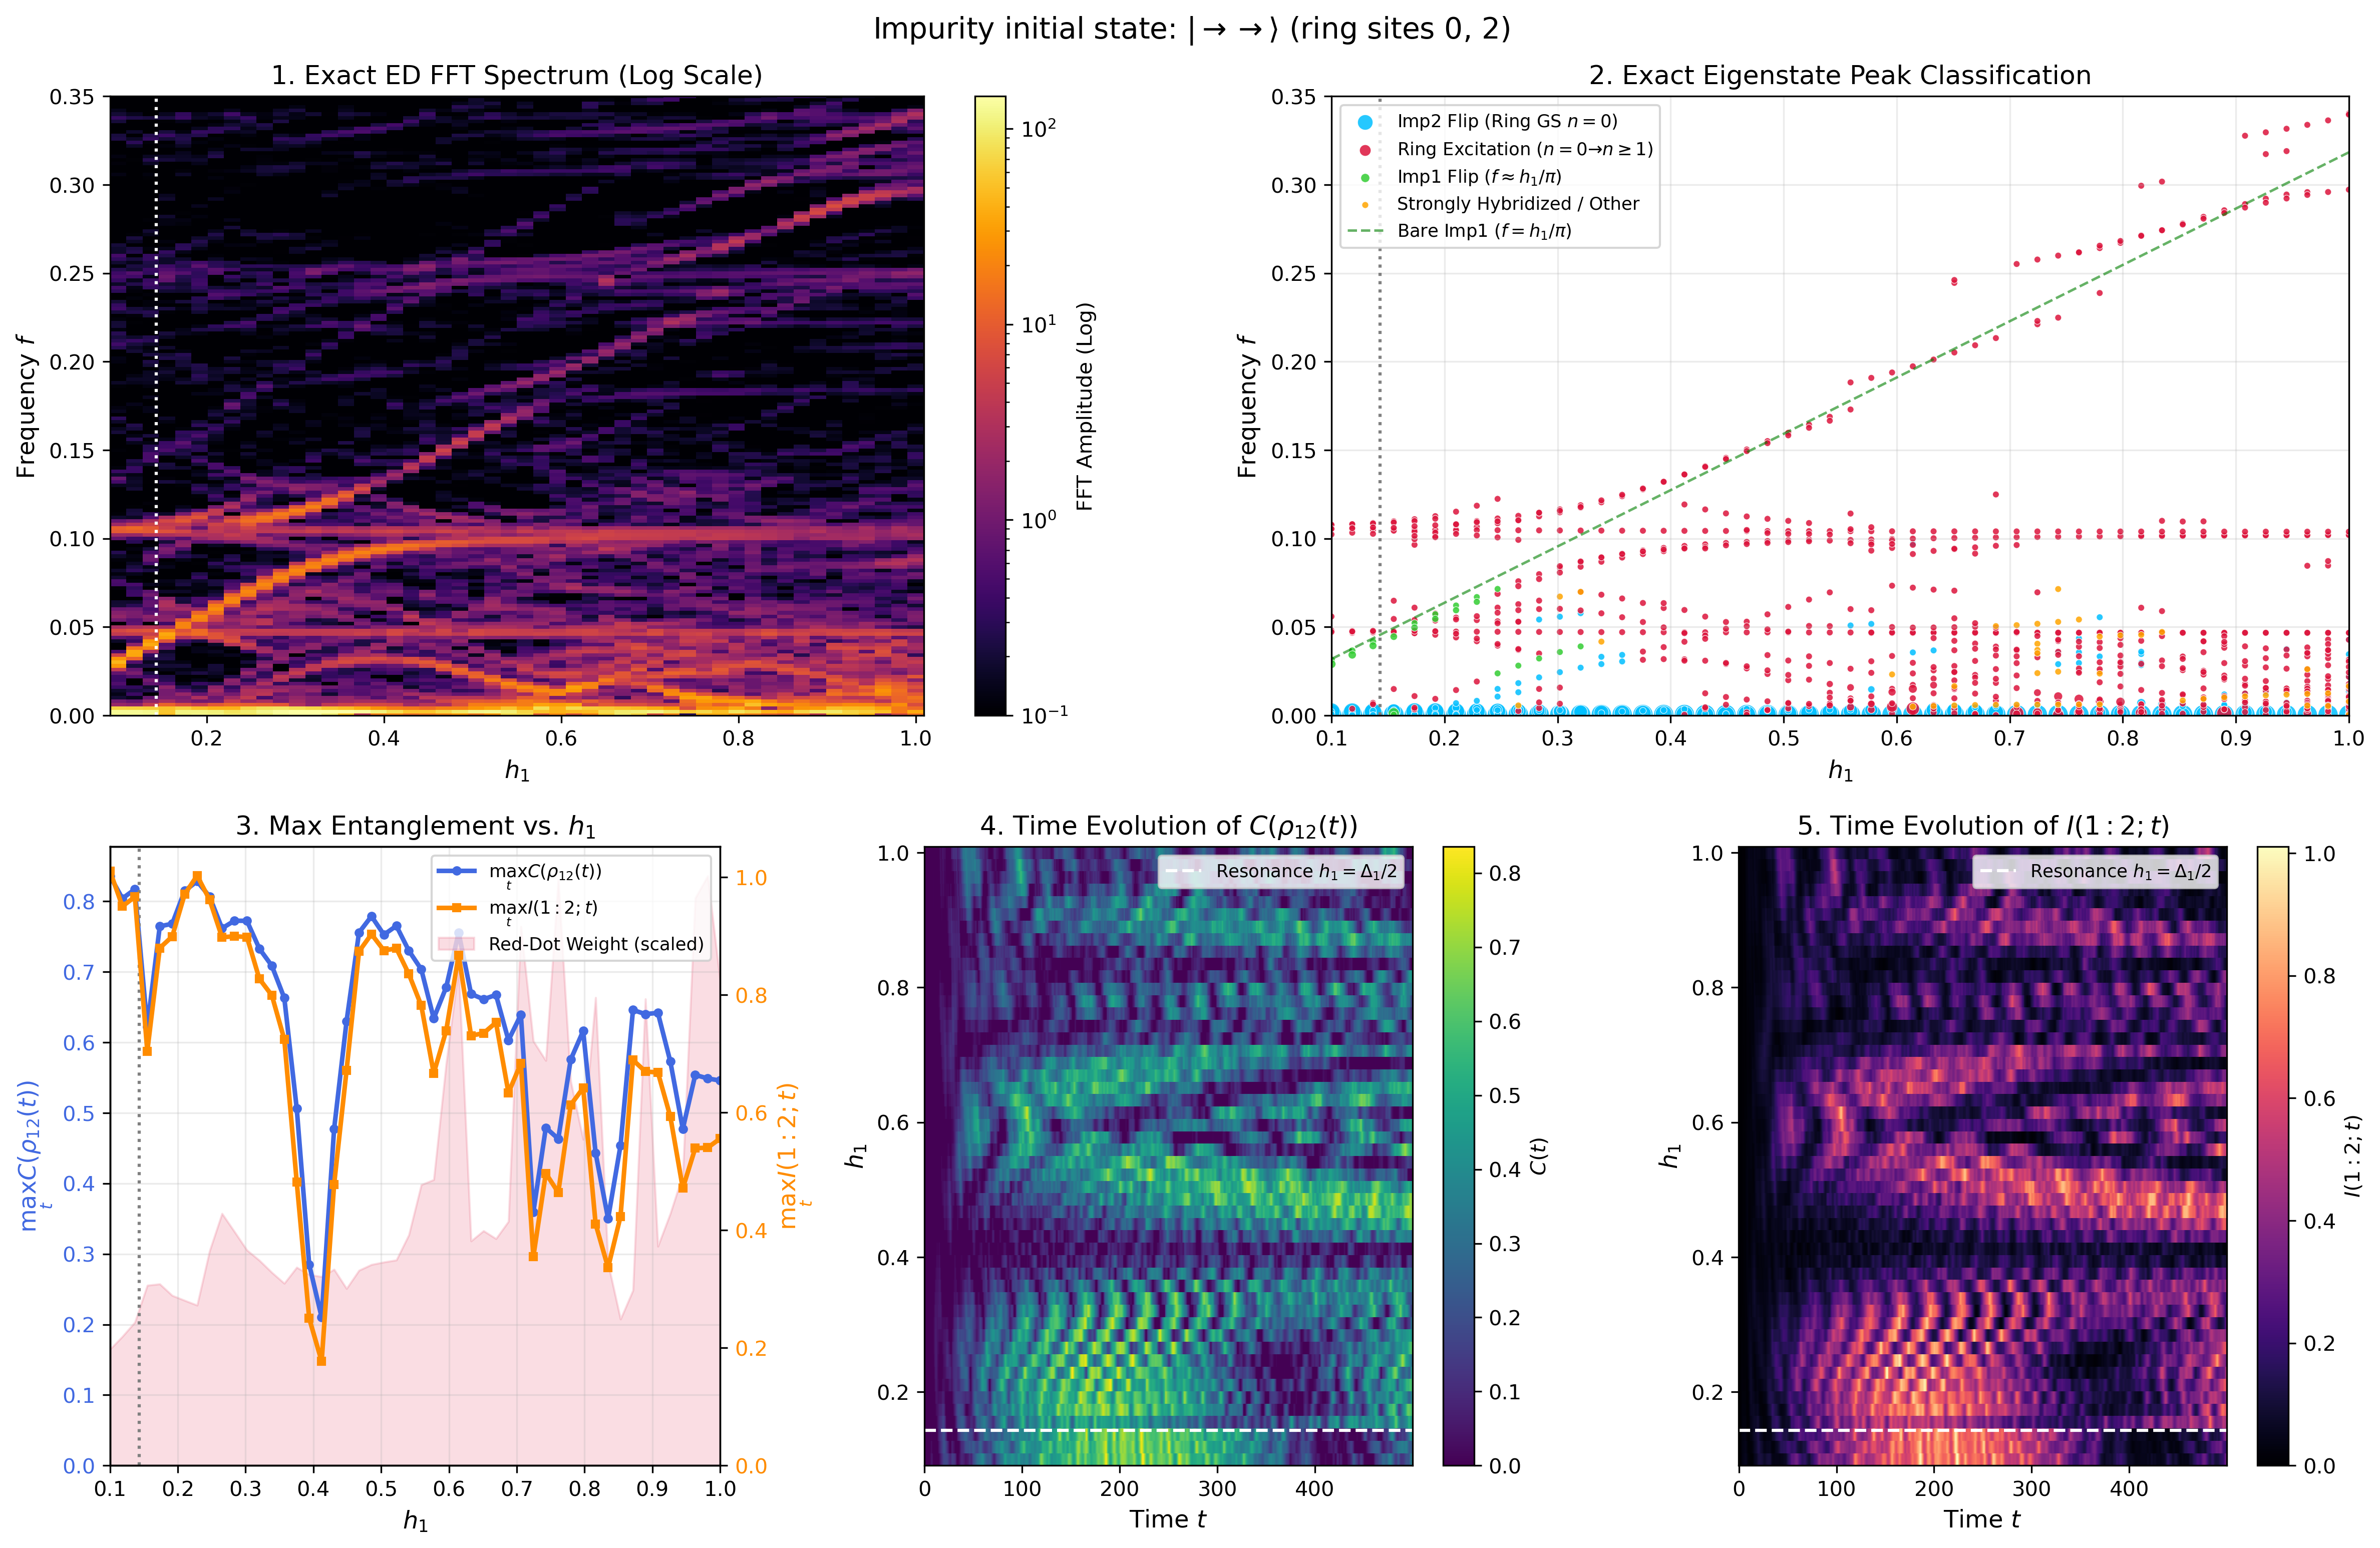 Impurity initial state: |→→⟩ (ring sites 0, 2)
1. Exact ED FFT Spectrum (Log Scale)
0.35
0.30
0.25
0.20
0.15
0.10
0.05
0.00
Frequency f
0.2
0.4
0.6
0.8
1.0
h₁
10²
10¹
10⁰
10⁻¹
FFT Amplitude (Log)
2. Exact Eigenstate Peak Classification
Imp2 Flip (Ring GS n = 0)
Ring Excitation (n = 0→n ≥ 1)
Imp1 Flip (f ≈ h₁/π)
Strongly Hybridized / Other
Bare Imp1 (f = h₁/π)
0.35
0.30
0.25
0.20
0.15
0.10
0.05
0.00
Frequency f
0.1
0.2
0.3
0.4
0.5
0.6
0.7
0.8
0.9
1.0
h₁
3. Max Entanglement vs. h₁
max C(ρ₁₂(t))
t
max I(1 : 2; t)
t
Red-Dot Weight (scaled)
0.8
0.7
0.6
0.5
0.4
0.3
0.2
0.1
0.0
max C(ρ₁₂(t))
t
0.1
0.2
0.3
0.4
0.5
0.6
0.7
0.8
0.9
1.0
h₁
1.0
0.8
0.6
0.4
0.2
0.0
max I(1 : 2; t)
t
4. Time Evolution of C(ρ₁₂(t))
Resonance h₁ = Δ₁/2
1.0
0.8
0.6
0.4
0.2
h₁
0
100
200
300
400
Time t
0.8
0.7
0.6
0.5
0.4
0.3
0.2
0.1
0.0
C(t)
5. Time Evolution of I(1 : 2; t)
Resonance h₁ = Δ₁/2
1.0
0.8
0.6
0.4
0.2
h₁
0
100
200
300
400
Time t
1.0
0.8
0.6
0.4
0.2
0.0
I(1 : 2; t)